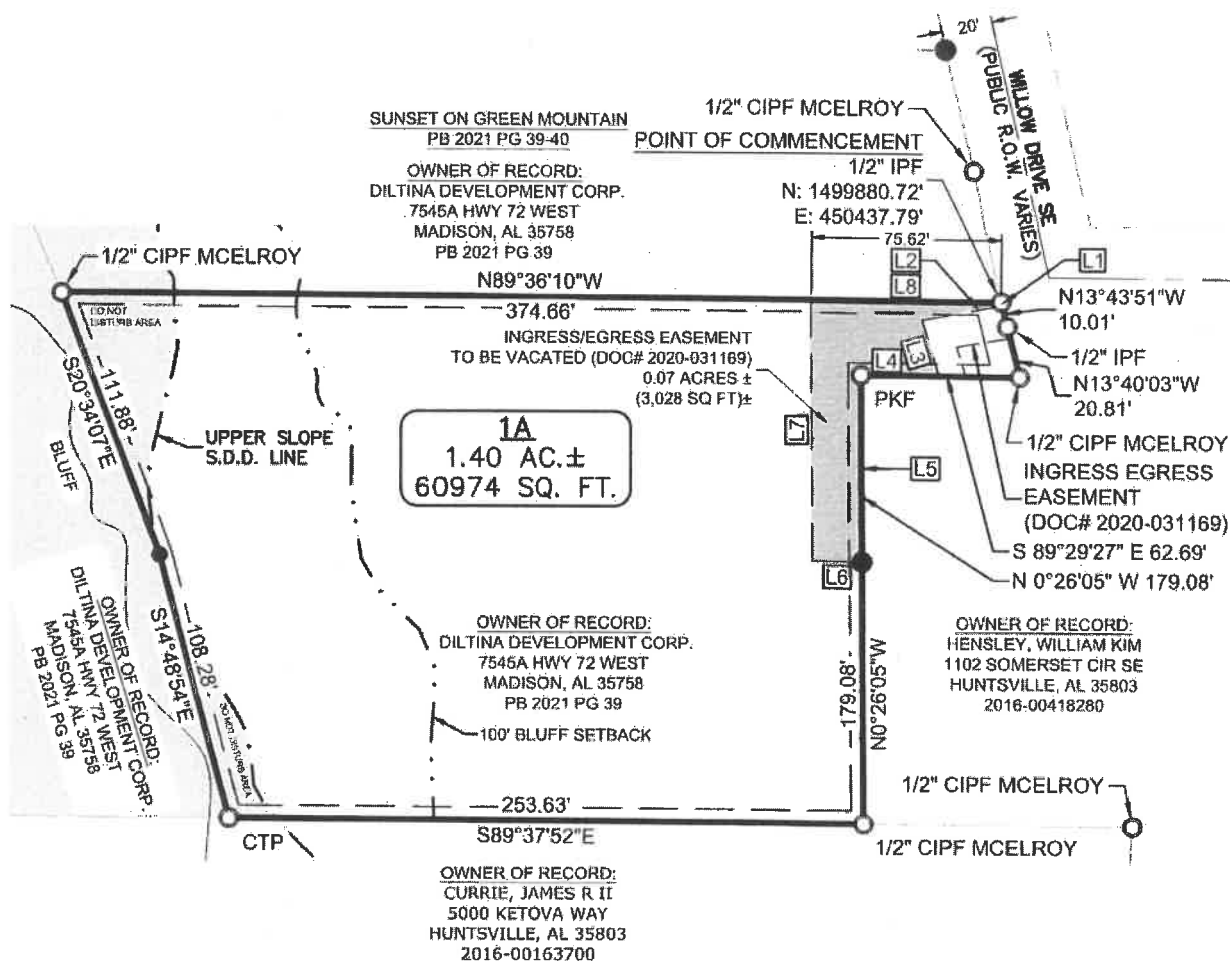 20'
WILLOW DRIVE SE
(PUBLIC R.O.W. VARIES)
1/2" CIPF MCELROY
POINT OF COMMENCEMENT
1/2" IPF
N: 1499880.72'
E: 450437.79'
75.62'
SUNSET ON GREEN MOUNTAIN
PB 2021 PG 39-40
OWNER OF RECORD:
DILTINA DEVELOPMENT CORP.
7545A HWY 72 WEST
MADISON, AL 35758
PB 2021 PG 39
1/2" CIPF MCELROY
N89°36'10"W
374.66'
L2
L8
L1
N13°43'51"W
10.01'
1/2" IPF
N13°40'03"W
20.81'
1/2" CIPF MCELROY
DO NOT
DISTURB AREA
INGRESS/EGRESS EASEMENT
TO BE VACATED (DOC# 2020-031169)
0.07 ACRES ±
(3,028 SQ FT)±
L3
L4
PKF
L7
L5
INGRESS EGRESS
EASEMENT
(DOC# 2020-031169)
S 89°29'27" E 62.69'
N 0°26'05" W 179.08'
111.88'
S20°34'07"E
BLUFF
UPPER SLOPE
S.D.D. LINE
1A
1.40 AC.±
60974 SQ. FT.
L6
OWNER OF RECORD:
DILTINA DEVELOPMENT CORP.
7545A HWY 72 WEST
MADISON, AL 35758
PB 2021 PG 39
108.28'
S14°48'54"E
DO NOT DISTURB AREA
OWNER OF RECORD:
DILTINA DEVELOPMENT CORP.
7545A HWY 72 WEST
MADISON, AL 35758
PB 2021 PG 39
100' BLUFF SETBACK
179.08'
N0°26'05"W
OWNER OF RECORD:
HENSLEY, WILLIAM KIM
1102 SOMERSET CIR SE
HUNTSVILLE, AL 35803
2016-00418280
1/2" CIPF MCELROY
253.63'
S89°37'52"E
CTP
1/2" CIPF MCELROY
OWNER OF RECORD:
CURRIE, JAMES R II
5000 KETOVA WAY
HUNTSVILLE, AL 35803
2016-00163700